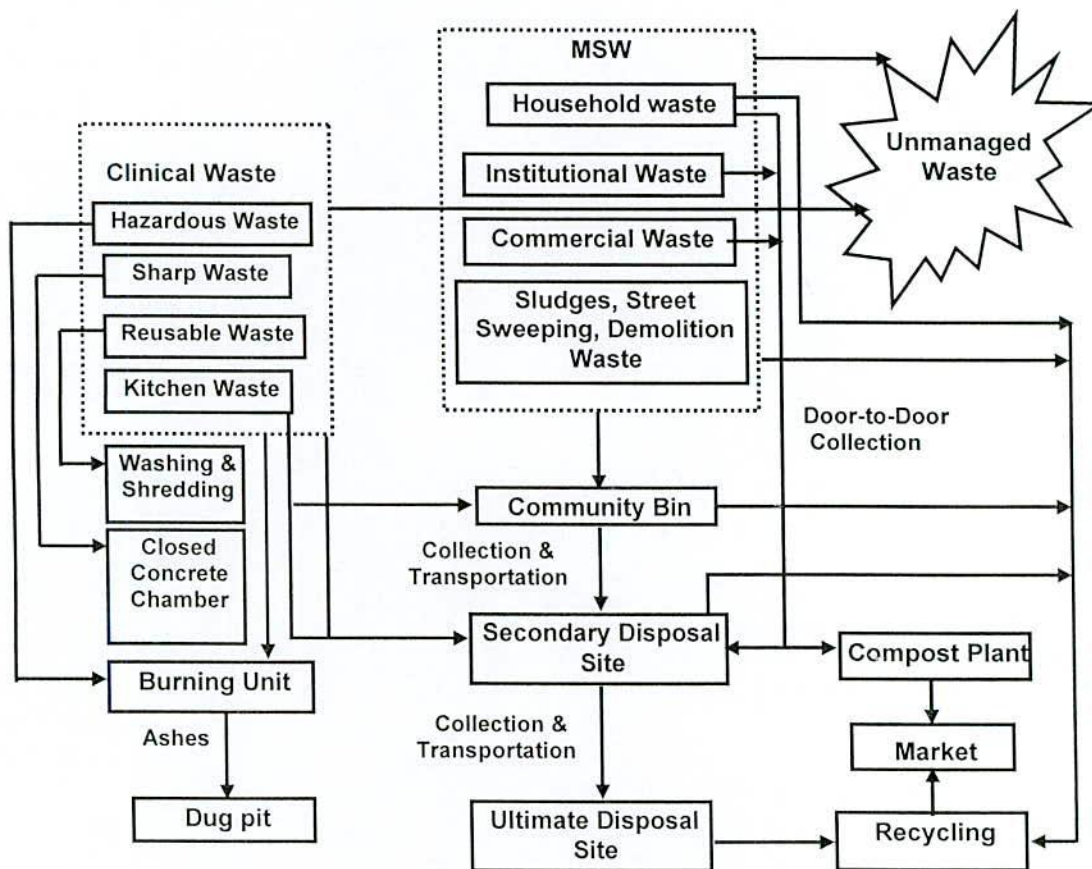 MSW
Household waste
Institutional Waste
Commercial Waste
Sludges, Street
Sweeping, Demolition
Waste
Unmanaged
Waste
Clinical Waste
Hazardous Waste
Sharp Waste
Reusable Waste
Kitchen Waste
Washing &
Shredding
Closed
Concrete
Chamber
Burning Unit
Ashes
Dug pit
Door-to-Door
Collection
Community Bin
Collection &
Transportation
Secondary Disposal
Site
Collection &
Transportation
Ultimate Disposal
Site
Compost Plant
Market
Recycling